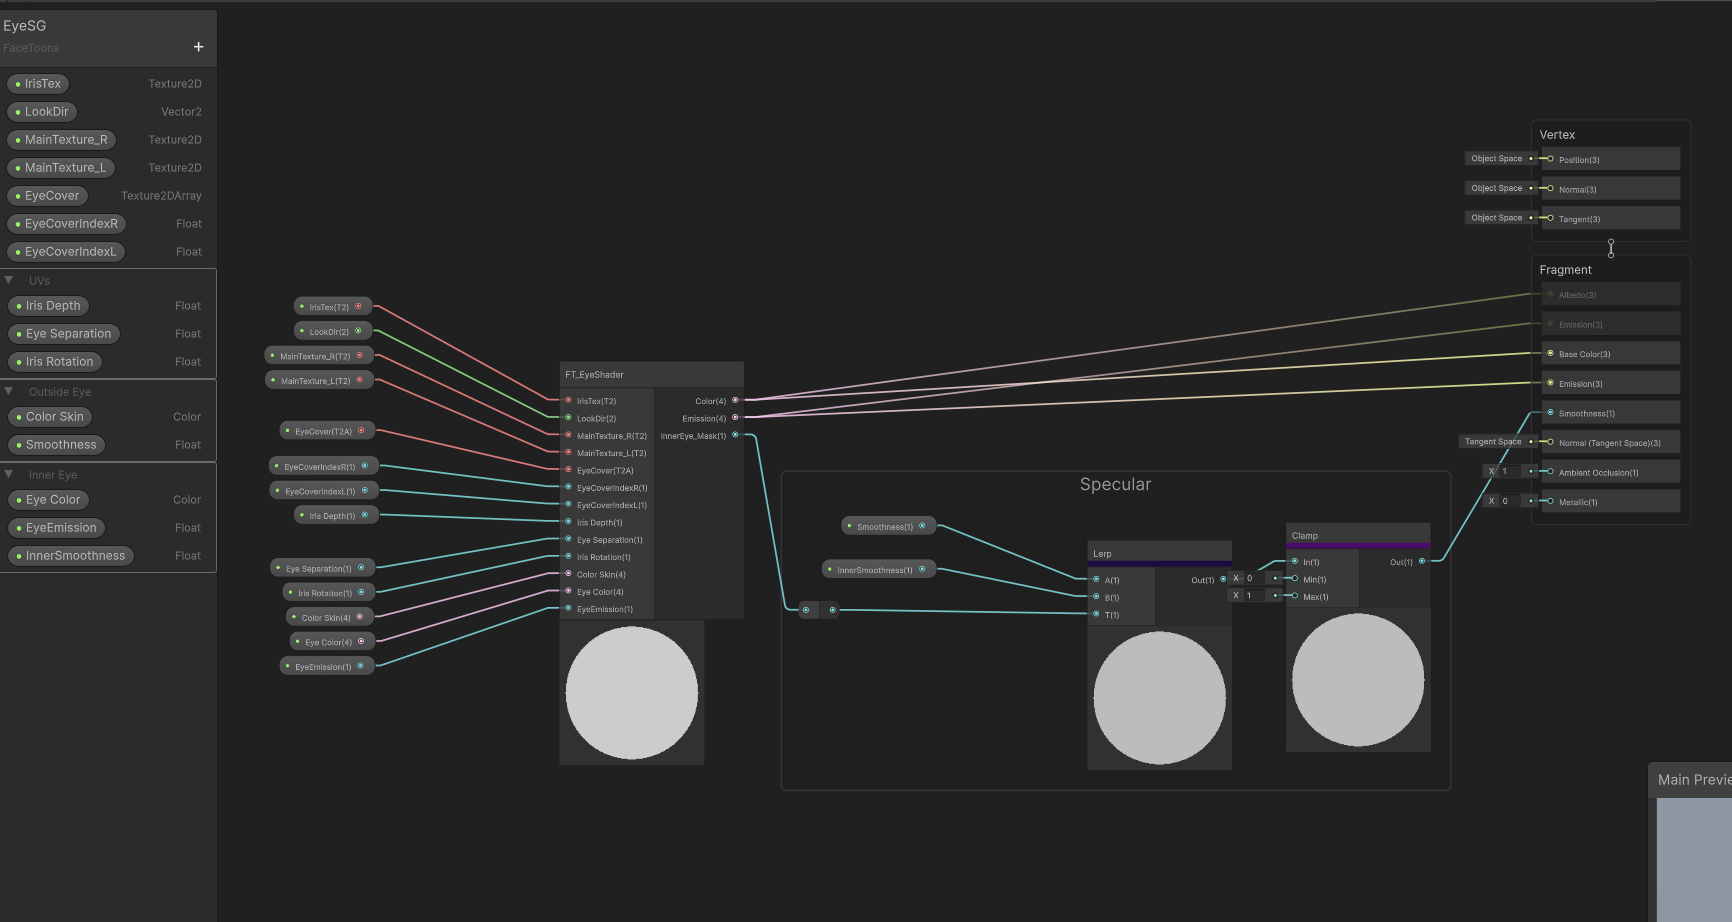 EyeSG
FaceToons
+
IrisTex Texture2D
LookDir Vector2
MainTexture_R Texture2D
MainTexture_L Texture2D
EyeCover Texture2DArray
EyeCoverIndexR Float
EyeCoverIndexL Float
UVs
Iris Depth Float
Eye Separation Float
Iris Rotation Float
Outside Eye
Color Skin Color
Smoothness Float
Inner Eye
Eye Color Color
EyeEmission Float
InnerSmoothness Float
IrisTex(T2)
LookDir(2)
MainTexture_R(T2)
MainTexture_L(T2)
EyeCover(T2A)
EyeCoverIndexR(1)
EyeCoverIndexL(1)
Iris Depth(1)
Eye Separation(1)
Iris Rotation(1)
Color Skin(4)
Eye Color(4)
EyeEmission(1)
FT_EyeShader
IrisTex(T2) Color(4)
LookDir(2) Emission(4)
MainTexture_R(T2) InnerEye_Mask(1)
MainTexture_L(T2)
EyeCover(T2A)
EyeCoverIndexR(1)
EyeCoverIndexL(1)
Iris Depth(1)
Eye Separation(1)
Iris Rotation(1)
Color Skin(4)
Eye Color(4)
EyeEmission(1)
Specular
Smoothness(1)
InnerSmoothness(1)
Lerp
A(1) Out(1)
B(1)
T(1)
Clamp
In(1) Out(1)
X 0 Min(1)
X 1 Max(1)
Vertex
Object Space Position(3)
Object Space Normal(3)
Object Space Tangent(3)
Fragment
Albedo(3)
Emission(3)
Base Color(3)
Emission(3)
Smoothness(1)
Tangent Space Normal (Tangent Space)(3)
X 1 Ambient Occlusion(1)
X 0 Metallic(1)
Main Previe